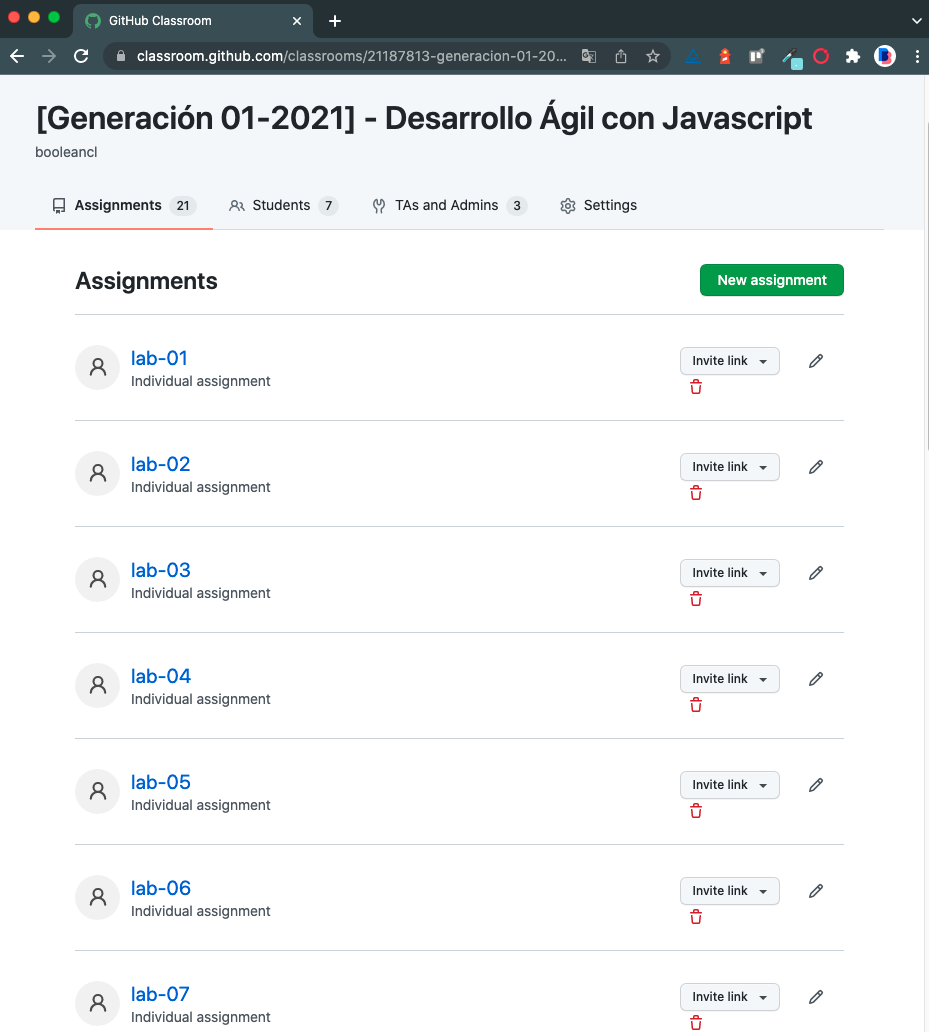 GitHub Classroom
classroom.github.com/classrooms/21187813-generacion-01-20...
[Generación 01-2021] - Desarrollo Ágil con Javascript
booleancl
Assignments 21 Students 7 TAs and Admins 3 Settings
Assignments New assignment
lab-01
Individual assignment
Invite link
lab-02
Individual assignment
Invite link
lab-03
Individual assignment
Invite link
lab-04
Individual assignment
Invite link
lab-05
Individual assignment
Invite link
lab-06
Individual assignment
Invite link
lab-07
Individual assignment
Invite link